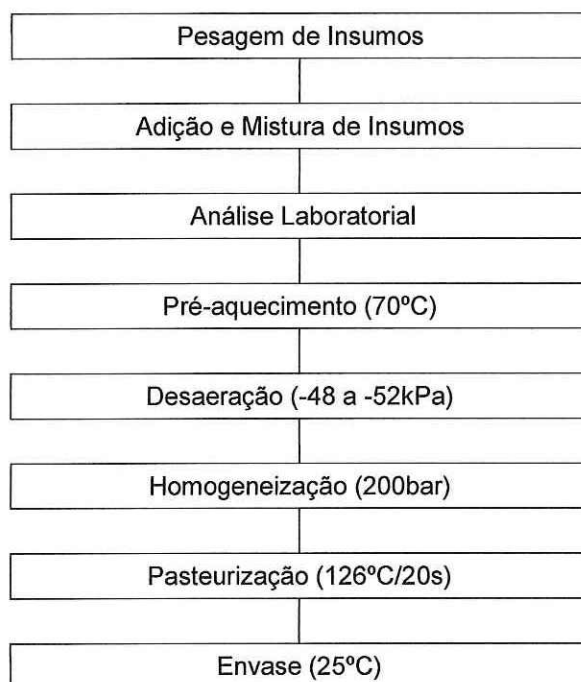 Pesagem de Insumos
Adição e Mistura de Insumos
Análise Laboratorial
Pré-aquecimento (70ºC)
Desaeração (-48 a -52kPa)
Homogeneização (200bar)
Pasteurização (126ºC/20s)
Envase (25ºC)